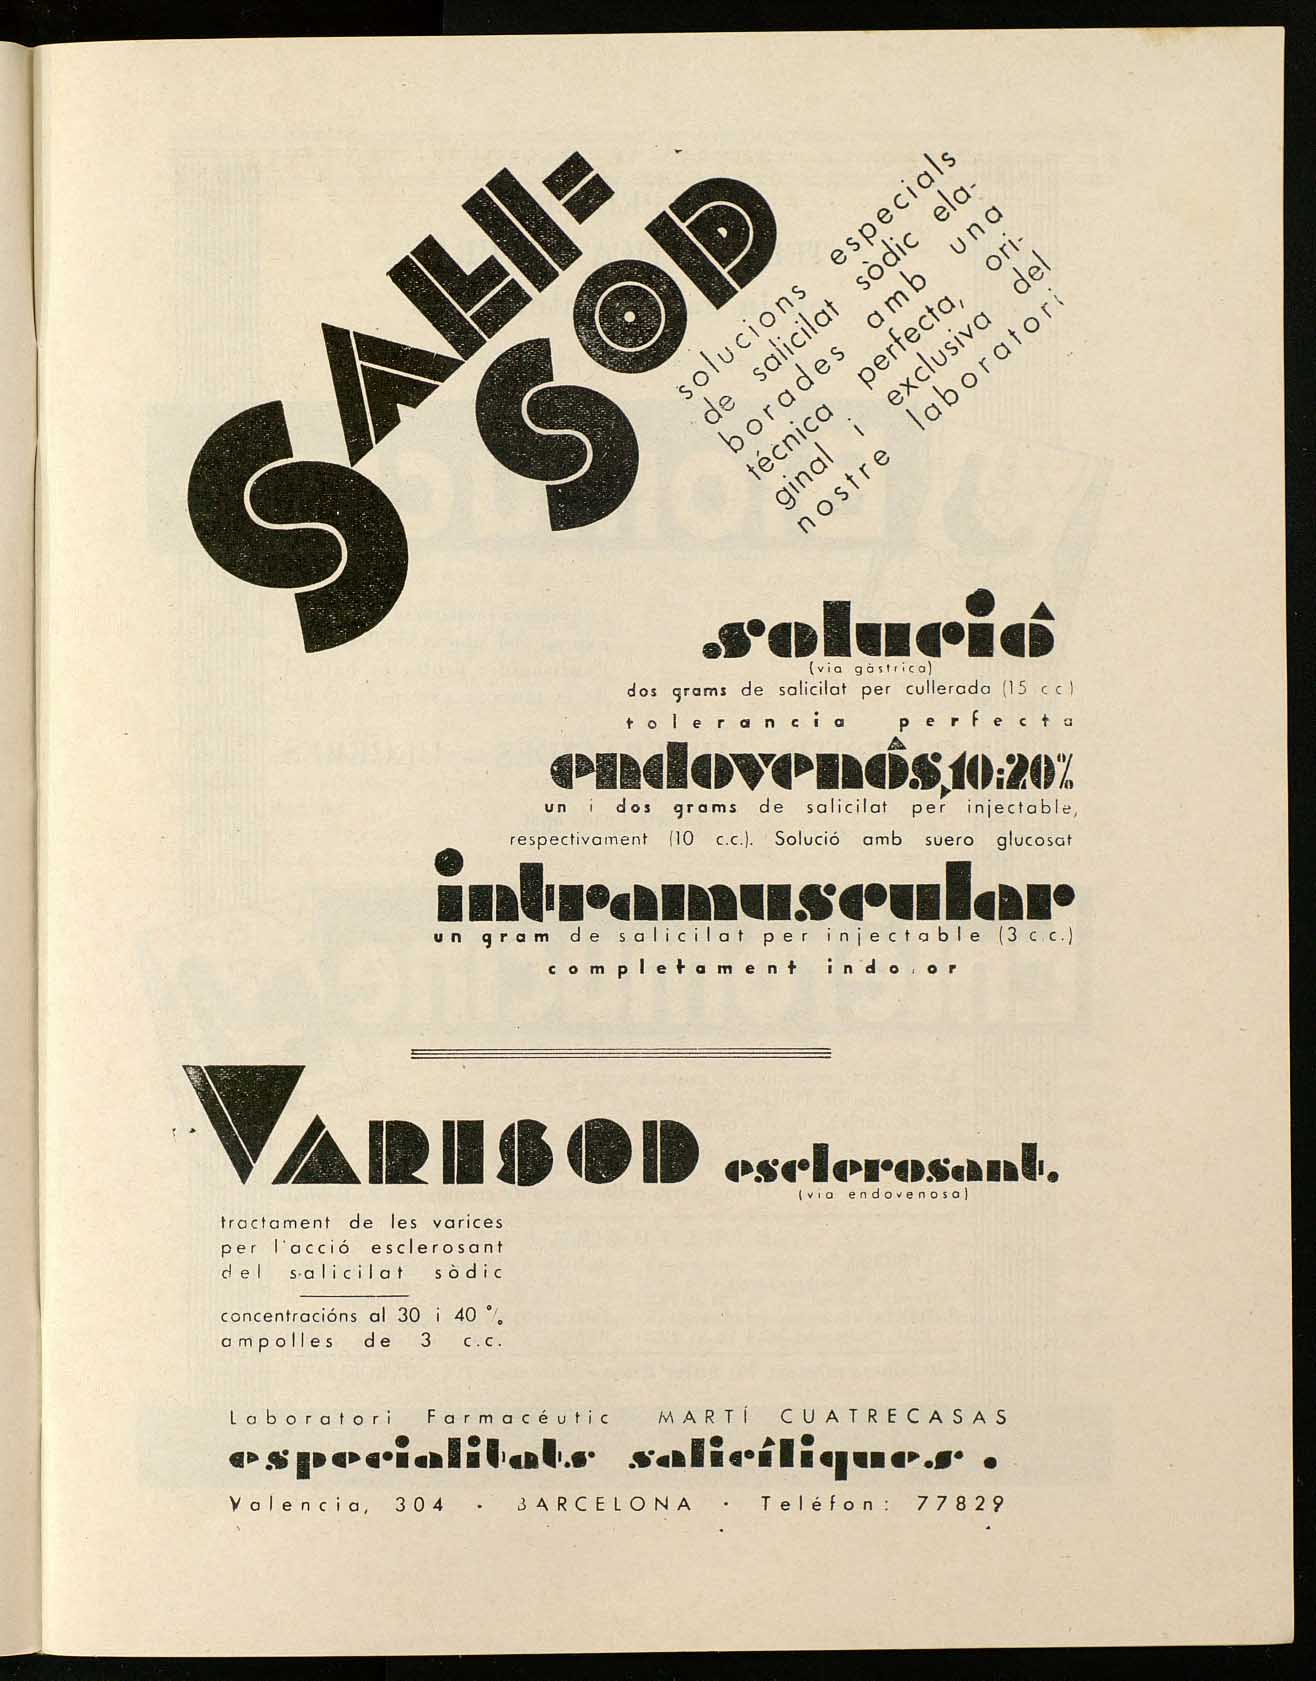 SALI=
SOD
solucions especials
de salicilat sòdic ela-
borades amb una
técnica perfecta, ori-
ginal i exclusiva del
nostre laboratori
solució
(via gàstrica)
dos grams de salicilat per cullerada (15 c c)
tolerancia perfecta
endovenós, 10 i 20%
un i dos grams de salicilat per injectable,
respectivament (10 c.c.). Solució amb suero glucosat
intramuscular
un gram de salicilat per injectable (3 c.c.)
completament indolor
VARISOD esclerosant.
(via endovenosa)
tractament de les varices
per l'acció esclerosant
del salicilat sòdic
concentracións al 30 i 40 %
ampolles de 3 c.c.
Laboratori Farmacéutic MARTÍ CUATRECASAS
especialitats salicíliques.
Valencia, 304 · BARCELONA · Teléfon: 77829